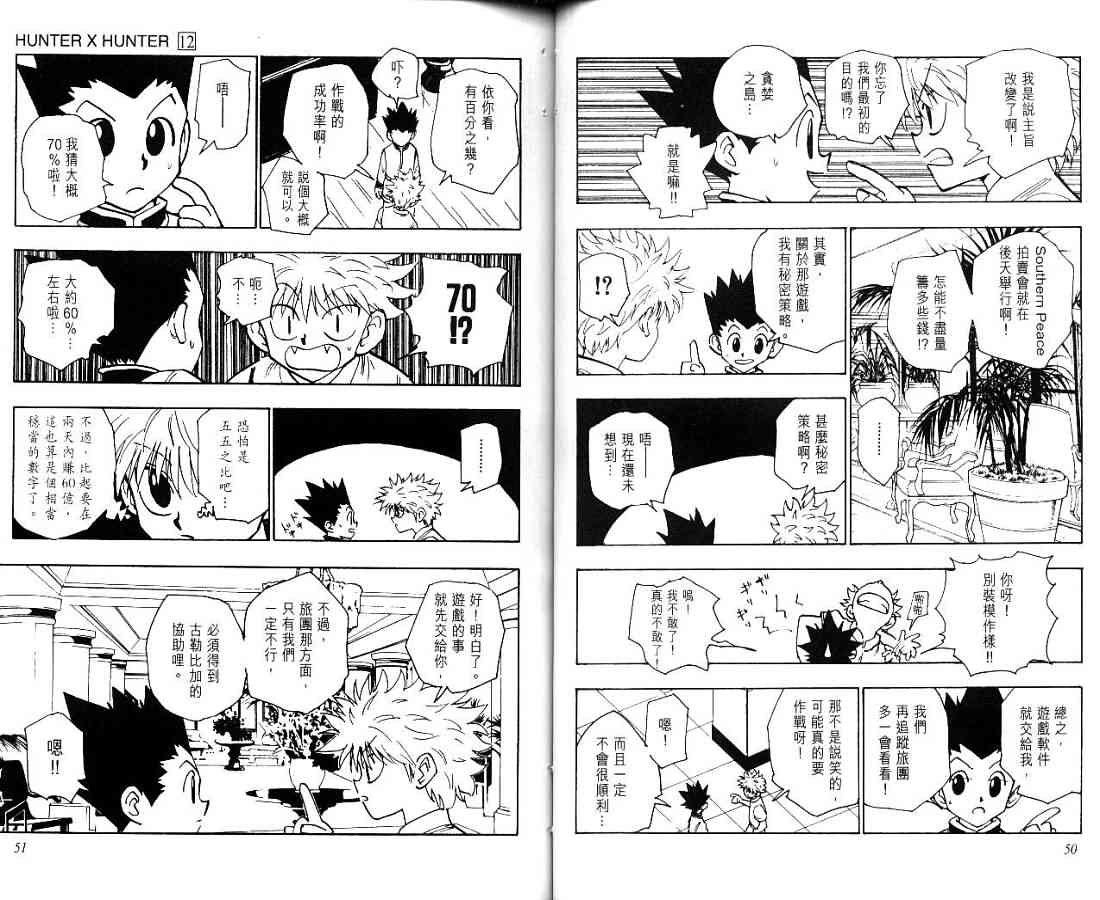 HUNTER X HUNTER 12
我是説主旨
改變了啊！
你忘了
我們最初的
目的嗎!?
貪婪
之島…
就是嘛!!
Southern Peace
拍賣會就在
後天舉行啊！
怎能不盡量
籌多些錢!?
……
其實，
關於那遊戲，
我有秘密策略。
!?
甚麼秘密
策略啊？
唔——
現在還未
想到…
你呀！
別裝模作樣!!
嗚！
我不敢了！
真的不敢了！
總之，
遊戲軟件
就交給我，
我們
再追蹤旅團
多一會看看！
那不是説笑的，
可能真的要
作戰呀！
嗯！
而且一定
不會很順利…
50
依你看，
有百分之幾？
吓？
作戰的
成功率啊！
説個大概
就可以。
唔——
我猜大概
70%啦！
70!?
呃…
不…
大約60%…
左右啦…
……
恐怕是
五五之比吧…
不過，比起要在
兩天內賺60億，
這也算是個相當
穩當的數字了。
好！明白了。
遊戲的事
就先交給你，
不過，
旅團那方面，
只有我們
一定不行，
必須得到
古勒比加的
協助哩。
嗯!!
51